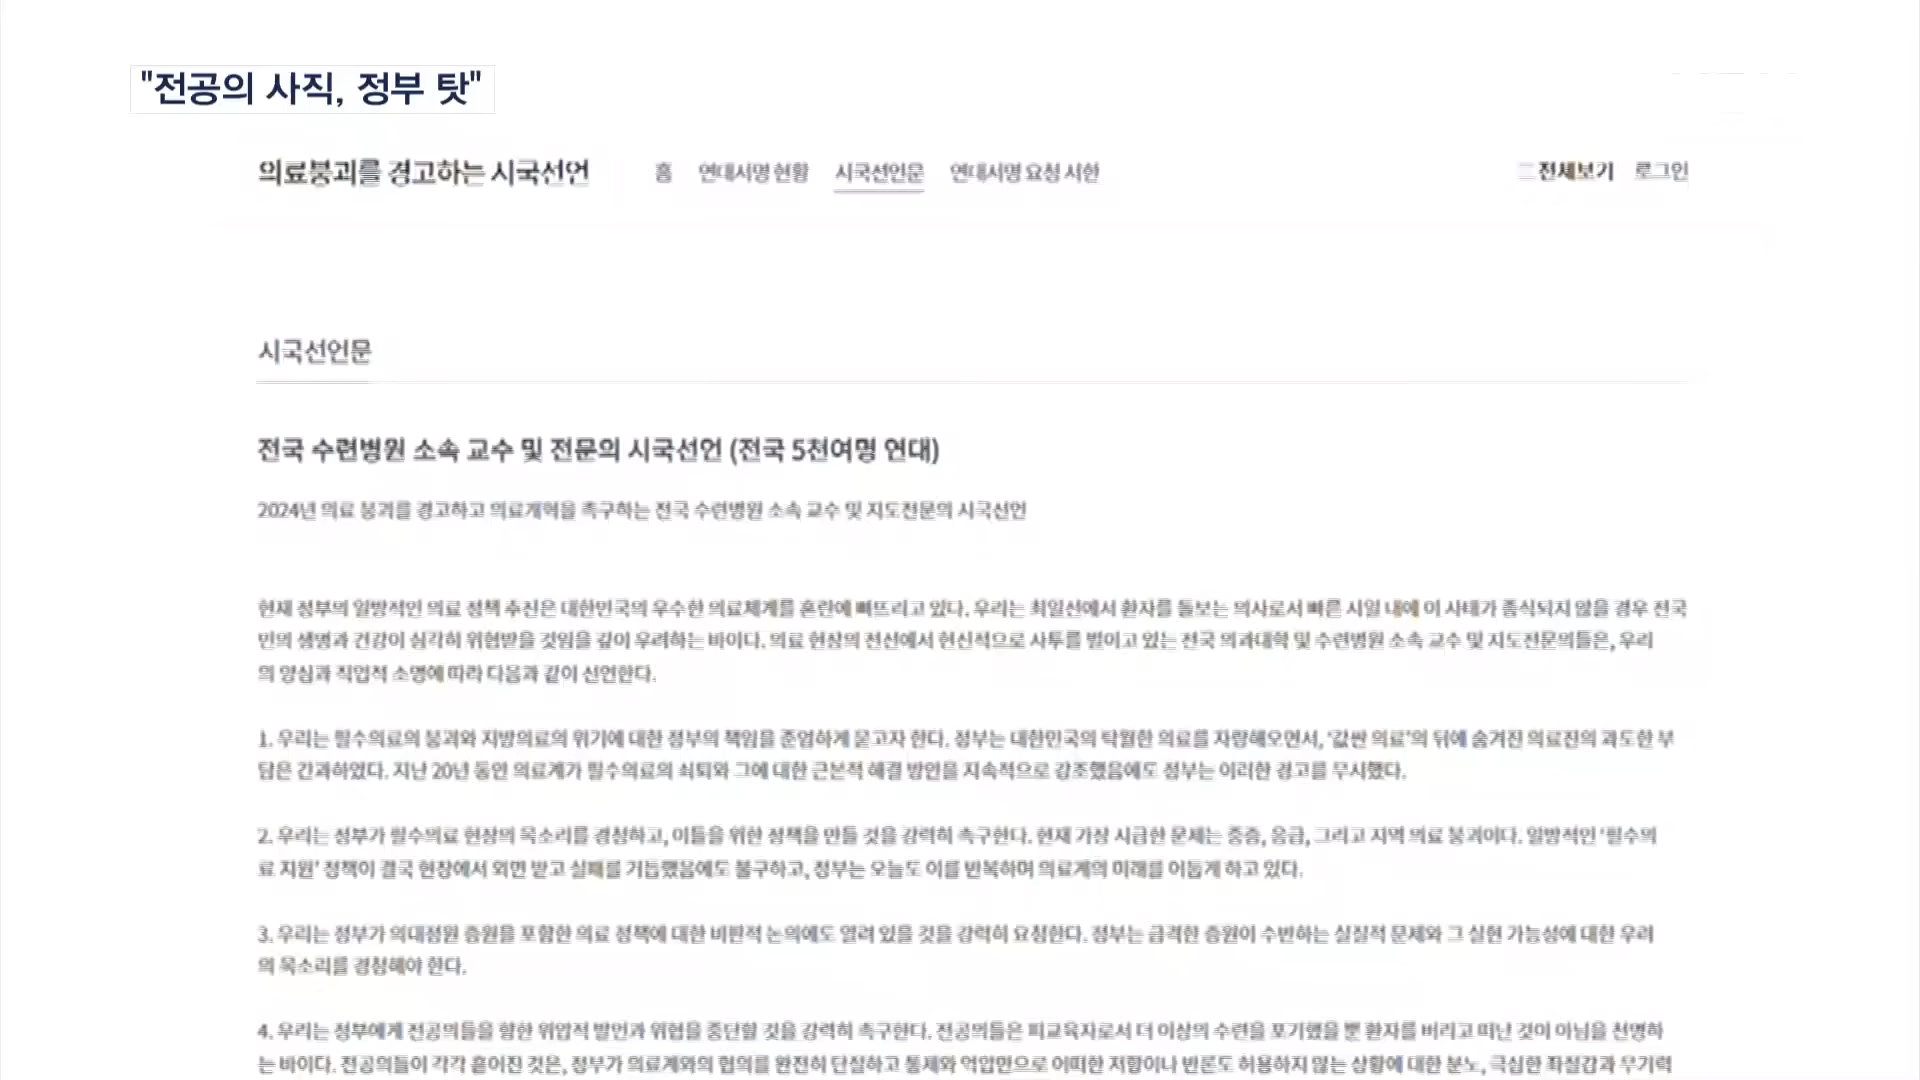 "전공의 사직, 정부 탓"
의료붕괴를 경고하는 시국선언 홈 연대서명 현황 시국선언문 연대서명 요청 서한 전체보기 로그인
시국선언문
전국 수련병원 소속 교수 및 전문의 시국선언 (전국 5천여명 연대)
2024년 의료 붕괴를 경고하고 의료개혁을 촉구하는 전국 수련병원 소속 교수 및 지도전문의 시국선언
현재 정부의 일방적인 의료 정책 추진은 대한민국의 우수한 의료체계를 혼란에 빠뜨리고 있다. 우리는 최일선에서 환자를 돌보는 의사로서 빠른 시일 내에 이 사태가 종식되지 않을 경우 전국
민의 생명과 건강이 심각히 위협받을 것임을 깊이 우려하는 바이다. 의료 현장의 전선에서 헌신적으로 사투를 벌이고 있는 전국 의과대학 및 수련병원 소속 교수 및 지도전문의들은, 우리
의 양심과 직업적 소명에 따라 다음과 같이 선언한다.
1. 우리는 필수의료의 붕괴와 지방의료의 위기에 대한 정부의 책임을 준엄하게 묻고자 한다. 정부는 대한민국의 탁월한 의료를 자랑해오면서, '값싼 의료'의 뒤에 숨겨진 의료진의 과도한 부
담은 간과하였다. 지난 20년 동안 의료계가 필수의료의 쇠퇴와 그에 대한 근본적 해결 방안을 지속적으로 강조했음에도 정부는 이러한 경고를 무시했다.
2. 우리는 정부가 필수의료 현장의 목소리를 경청하고, 이들을 위한 정책을 만들 것을 강력히 촉구한다. 현재 가장 시급한 문제는 중증, 응급, 그리고 지역 의료 붕괴이다. 일방적인 '필수의
료 지원' 정책이 결국 현장에서 외면 받고 실패를 거듭했음에도 불구하고, 정부는 오늘도 이를 반복하며 의료계의 미래를 어둡게 하고 있다.
3. 우리는 정부가 의대정원 증원을 포함한 의료 정책에 대한 비판적 논의에도 열려 있을 것을 강력히 요청한다. 정부는 급격한 증원이 수반하는 실질적 문제와 그 실현 가능성에 대한 우려
의 목소리를 경청해야 한다.
4. 우리는 정부에게 전공의들을 향한 위압적 발언과 위협을 중단할 것을 강력히 촉구한다. 전공의들은 피교육자로서 더 이상의 수련을 포기했을 뿐 환자를 버리고 떠난 것이 아님을 천명하
는 바이다. 전공의들이 각각 흩어진 것은, 정부가 의료계와의 협의를 완전히 단절하고 통제와 억압만으로 어떠한 저항이나 반론도 허용하지 않는 상황에 대한 분노, 극심한 좌절감과 무기력